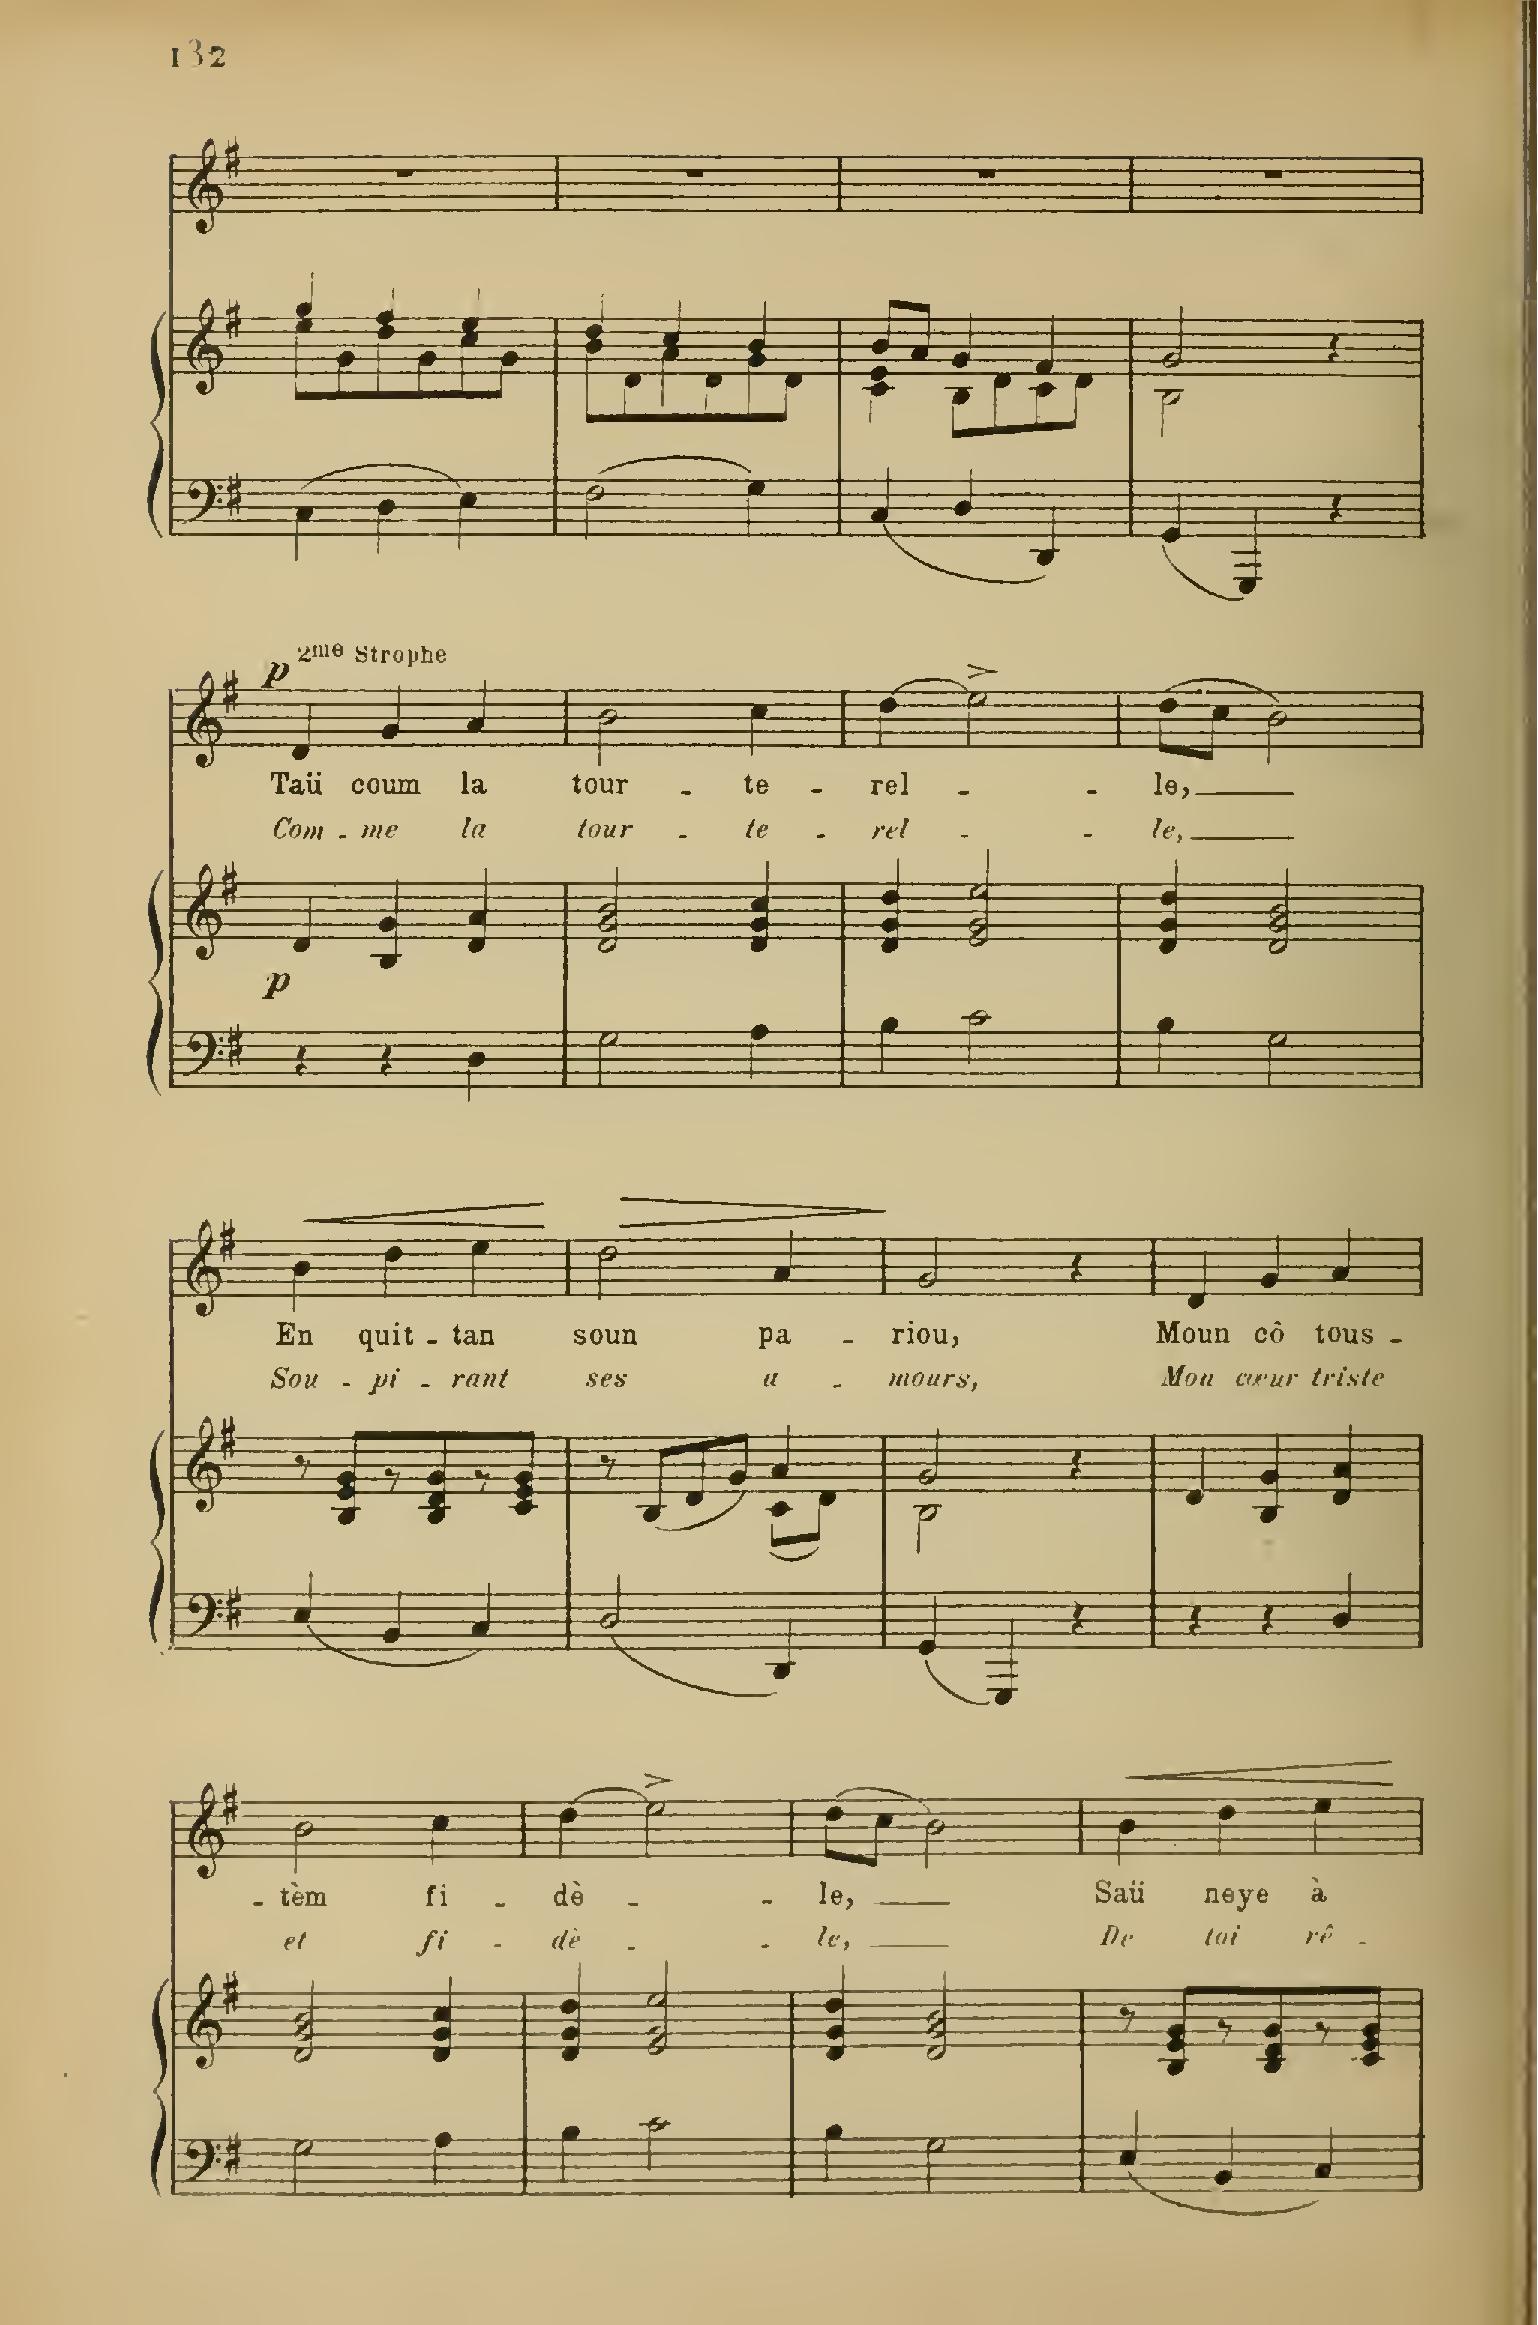 132
p 2me Strophe
Taü coum la tour - te - rel - - le,
Com - me la tour - te - rel - - le,
p
En quit - tan soun pa - riou, Moun cô tous -
Sou - pi - rant ses a - mours, Mon cœur triste
- tèm fi - dè - - le, Saü neye à
et fi - dè - - le, De toi rê -